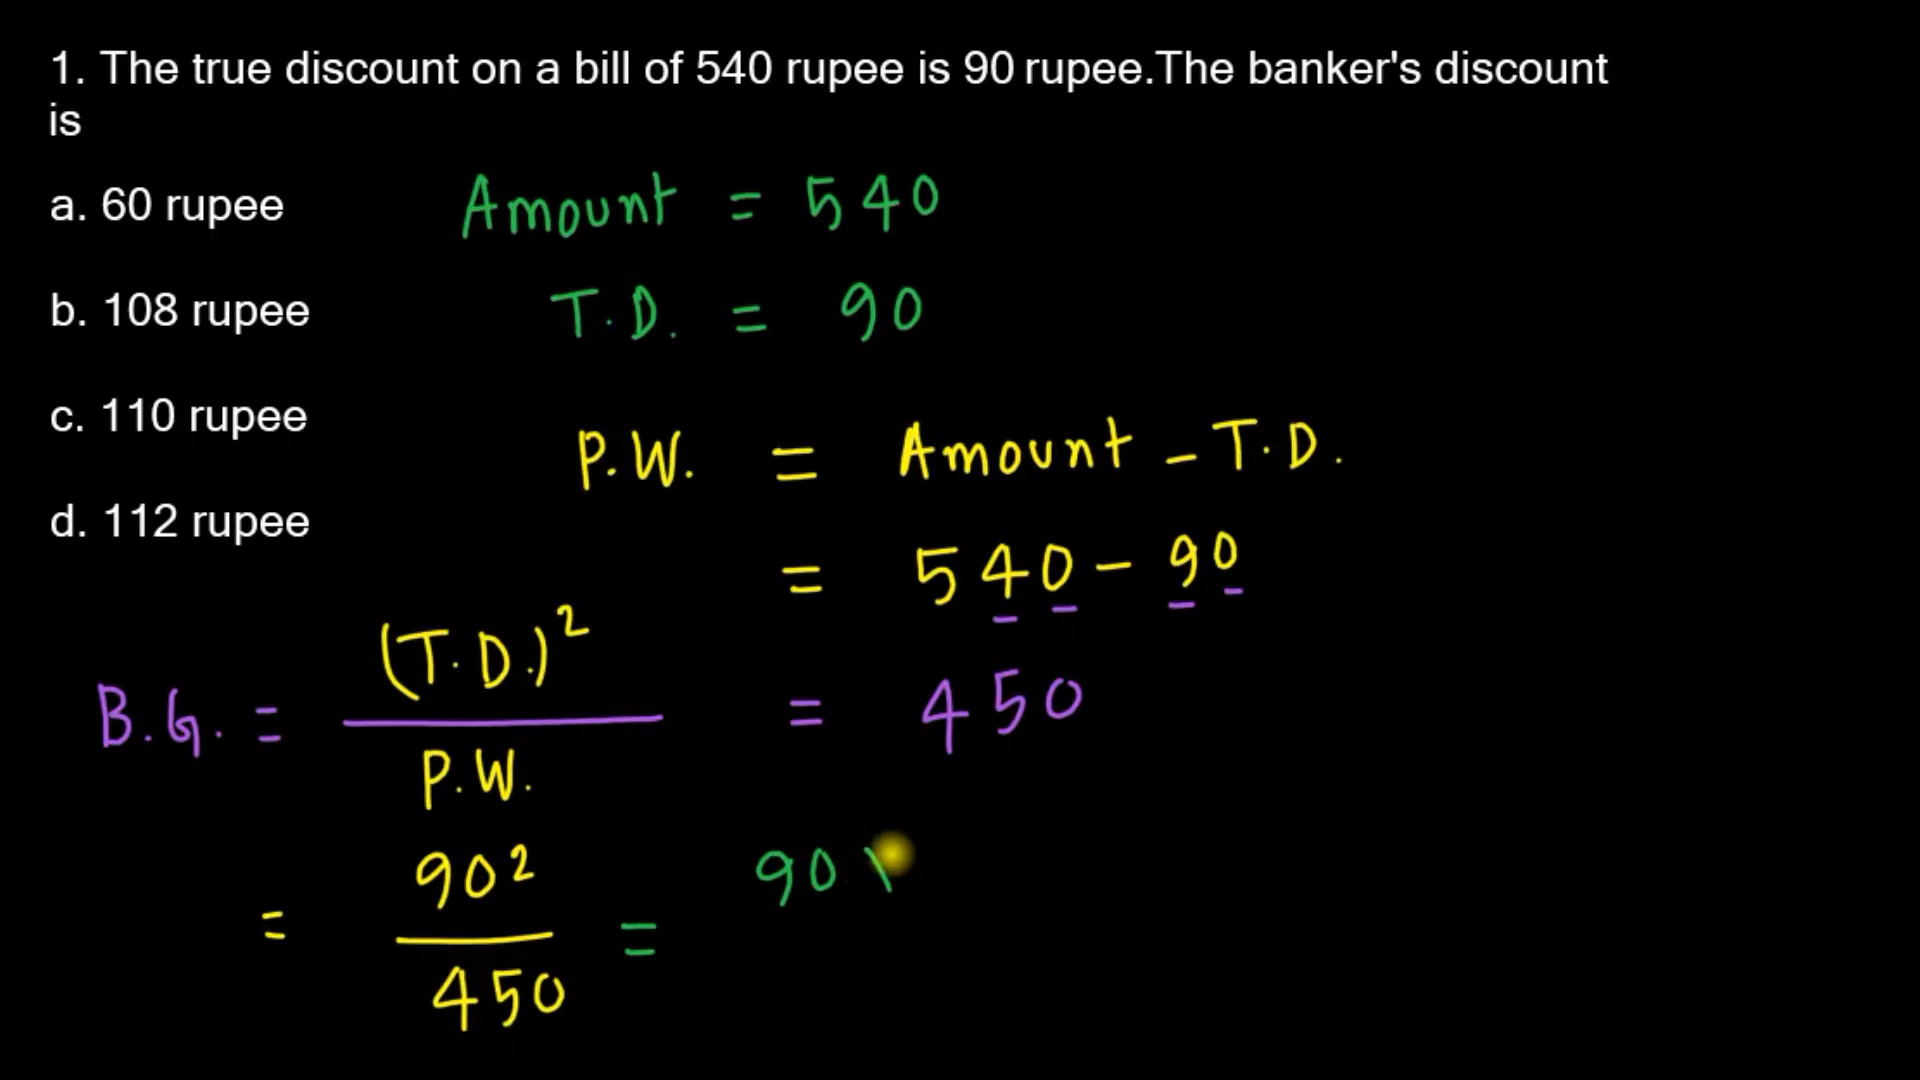 1. The true discount on a bill of 540 rupee is 90 rupee.The banker's discount
is
a. 60 rupee
b. 108 rupee
c. 110 rupee
d. 112 rupee
Amount = 540
T.D. = 90
P.W. = Amount - T.D.
= 540 - 90
= 450
B.G. = (T.D.)²
P.W.
= 90²
450
= 90